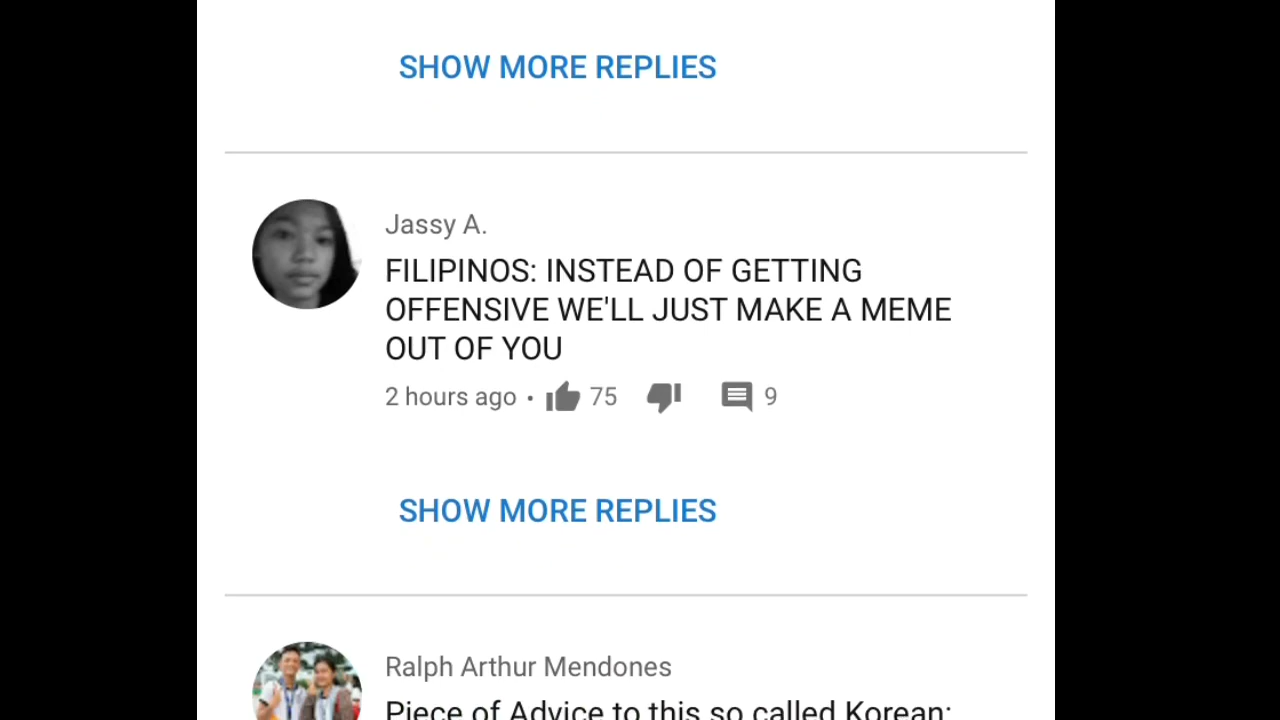 SHOW MORE REPLIES
Jassy A.
FILIPINOS: INSTEAD OF GETTING
OFFENSIVE WE'LL JUST MAKE A MEME
OUT OF YOU
2 hours ago • 75 9
SHOW MORE REPLIES
Ralph Arthur Mendones
Piece of Advice to this so called Korean: